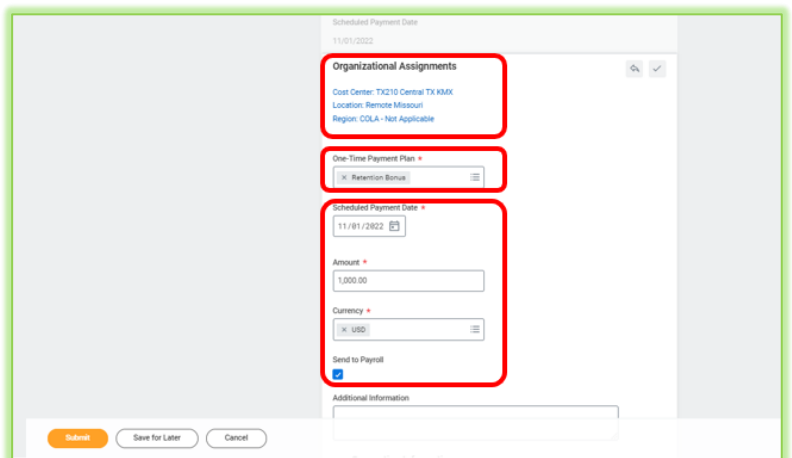 Scheduled Payment Date
11/01/2022
Organizational Assignments
Cost Center: TX210 Central TX KMX
Location: Remote Missouri
Region: COLA - Not Applicable
One-Time Payment Plan *
× Retention Bonus
Scheduled Payment Date *
11/01/2022
Amount *
1,000.00
Currency *
× USD
Send to Payroll
Additional Information
Submit Save for Later Cancel